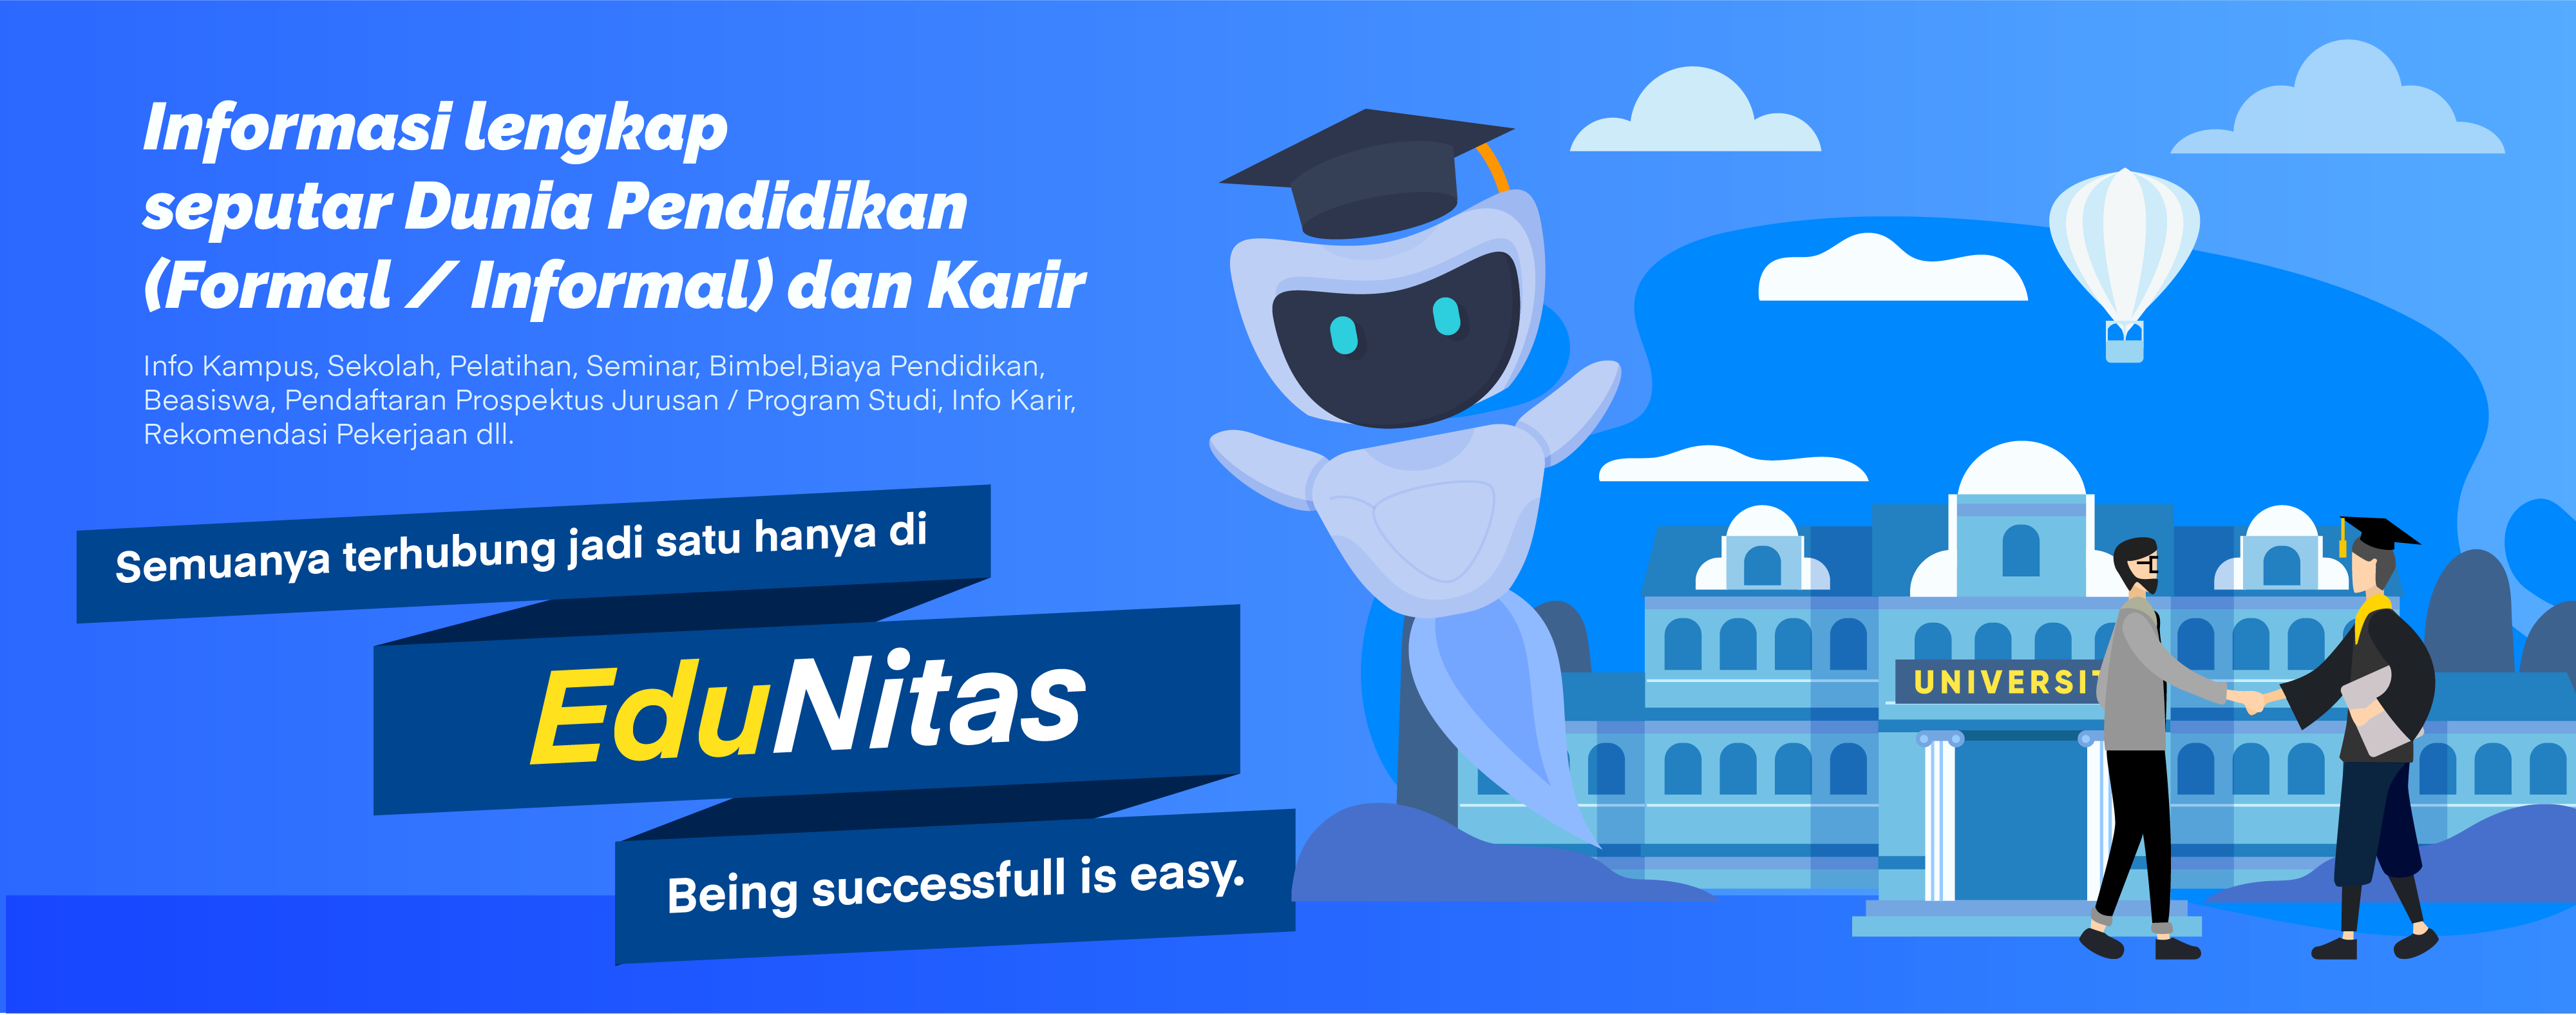 Informasi lengkap
seputar Dunia Pendidikan
(Formal / Informal) dan Karir
Info Kampus, Sekolah, Pelatihan, Seminar, Bimbel,Biaya Pendidikan,
Beasiswa, Pendaftaran Prospektus Jurusan / Program Studi, Info Karir,
Rekomendasi Pekerjaan dll.
Semuanya terhubung jadi satu hanya di
EduNitas
Being successfull is easy.
UNIVERSIT